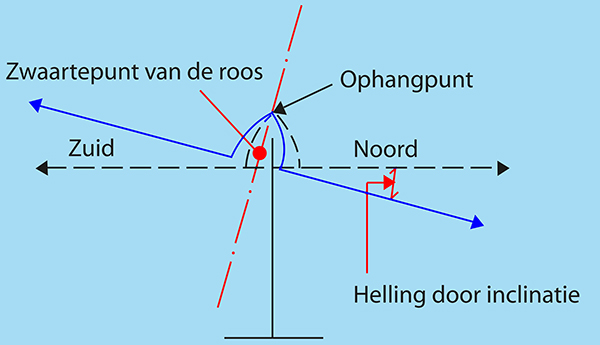 Zwaartepunt van de roos
Ophangpunt
Zuid
Noord
Helling door inclinatie